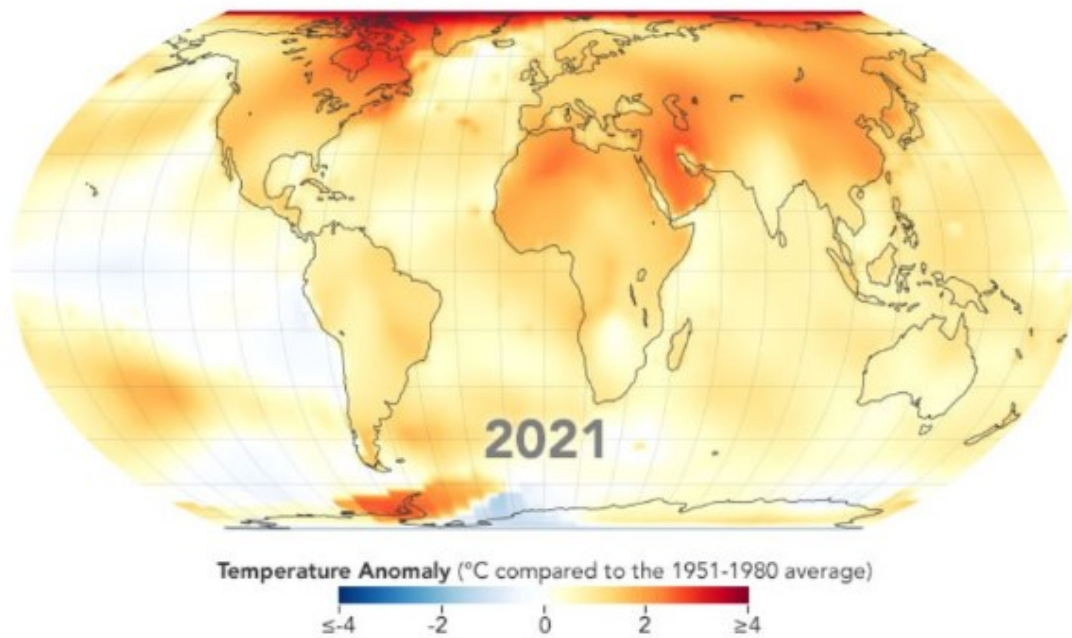 2021
Temperature Anomaly (°C compared to the 1951-1980 average)
≤-4 -2 0 2 ≥4